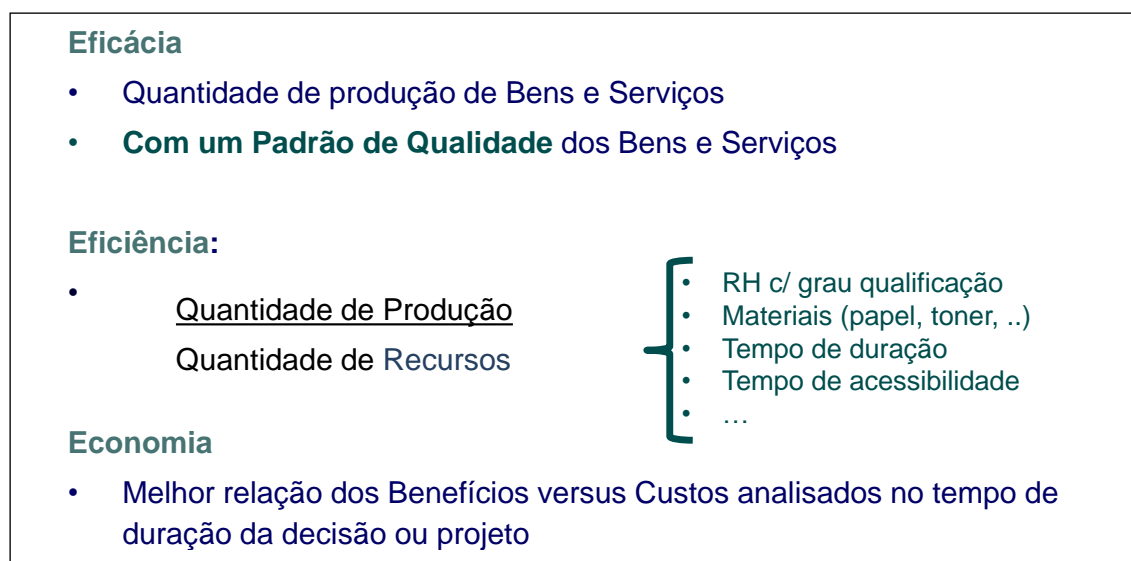 Eficácia
• Quantidade de produção de Bens e Serviços
• Com um Padrão de Qualidade dos Bens e Serviços
Eficiência:
• Quantidade de Produção
Quantidade de Recursos
• RH c/ grau qualificação
• Materiais (papel, toner, ..)
• Tempo de duração
• Tempo de acessibilidade
• …
Economia
• Melhor relação dos Benefícios versus Custos analisados no tempo de
duração da decisão ou projeto